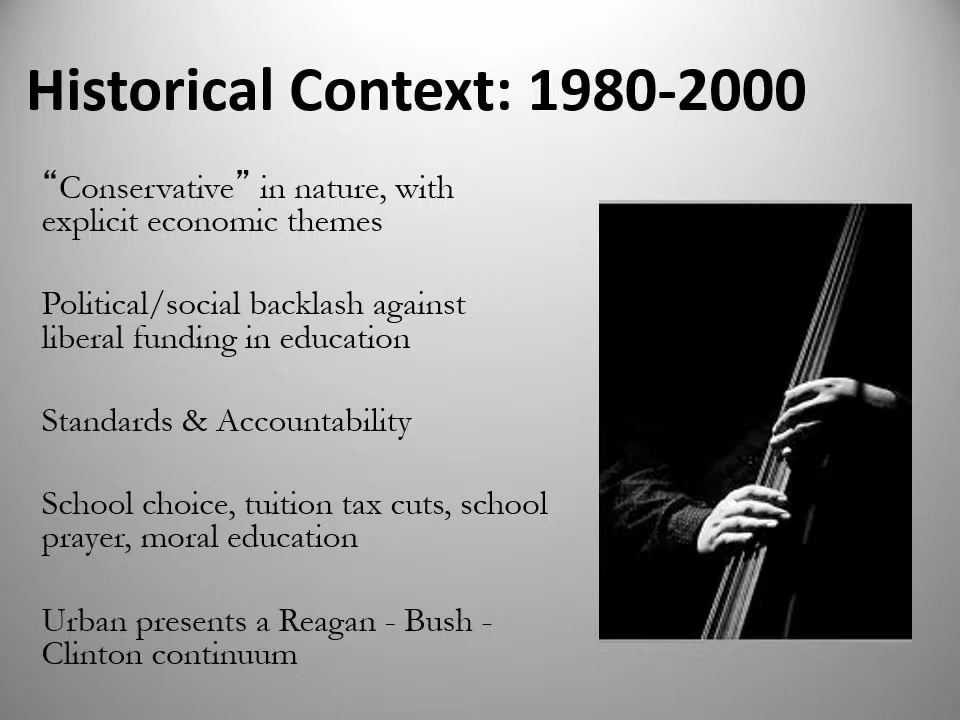 Historical Context: 1980-2000
“Conservative” in nature, with
explicit economic themes
Political/social backlash against
liberal funding in education
Standards & Accountability
School choice, tuition tax cuts, school
prayer, moral education
Urban presents a Reagan - Bush -
Clinton continuum